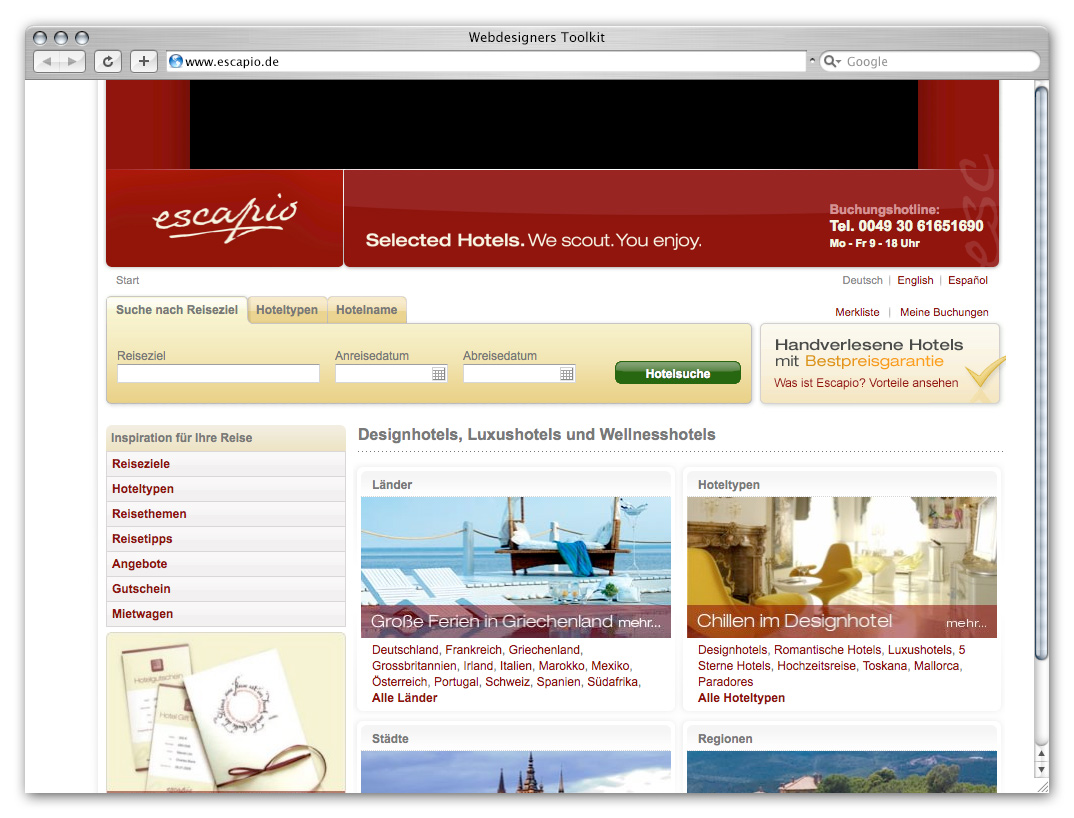 Webdesigners Toolkit
www.escapio.de
Google
escapio
Selected Hotels. We scout. You enjoy.
Buchungshotline:
Tel. 0049 30 61651690
Mo - Fr 9 - 18 Uhr
esc
Start
Deutsch | English | Español
Suche nach Reiseziel
Hoteltypen
Hotelname
Merkliste | Meine Buchungen
Reiseziel
Anreisedatum
Abreisedatum
Hotelsuche
Handverlesene Hotels
mit Bestpreisgarantie
Was ist Escapio? Vorteile ansehen
Inspiration für Ihre Reise
Reiseziele
Hoteltypen
Reisethemen
Reisetipps
Angebote
Gutschein
Mietwagen
Hotelgutschein
escapio
Designhotels, Luxushotels und Wellnesshotels
Länder
Große Ferien in Griechenland mehr...
Deutschland, Frankreich, Griechenland,
Grossbritannien, Irland, Italien, Marokko, Mexiko,
Österreich, Portugal, Schweiz, Spanien, Südafrika,
Alle Länder
Hoteltypen
Chillen im Designhotel mehr...
Designhotels, Romantische Hotels, Luxushotels, 5
Sterne Hotels, Hochzeitsreise, Toskana, Mallorca,
Paradores
Alle Hoteltypen
Städte
Regionen